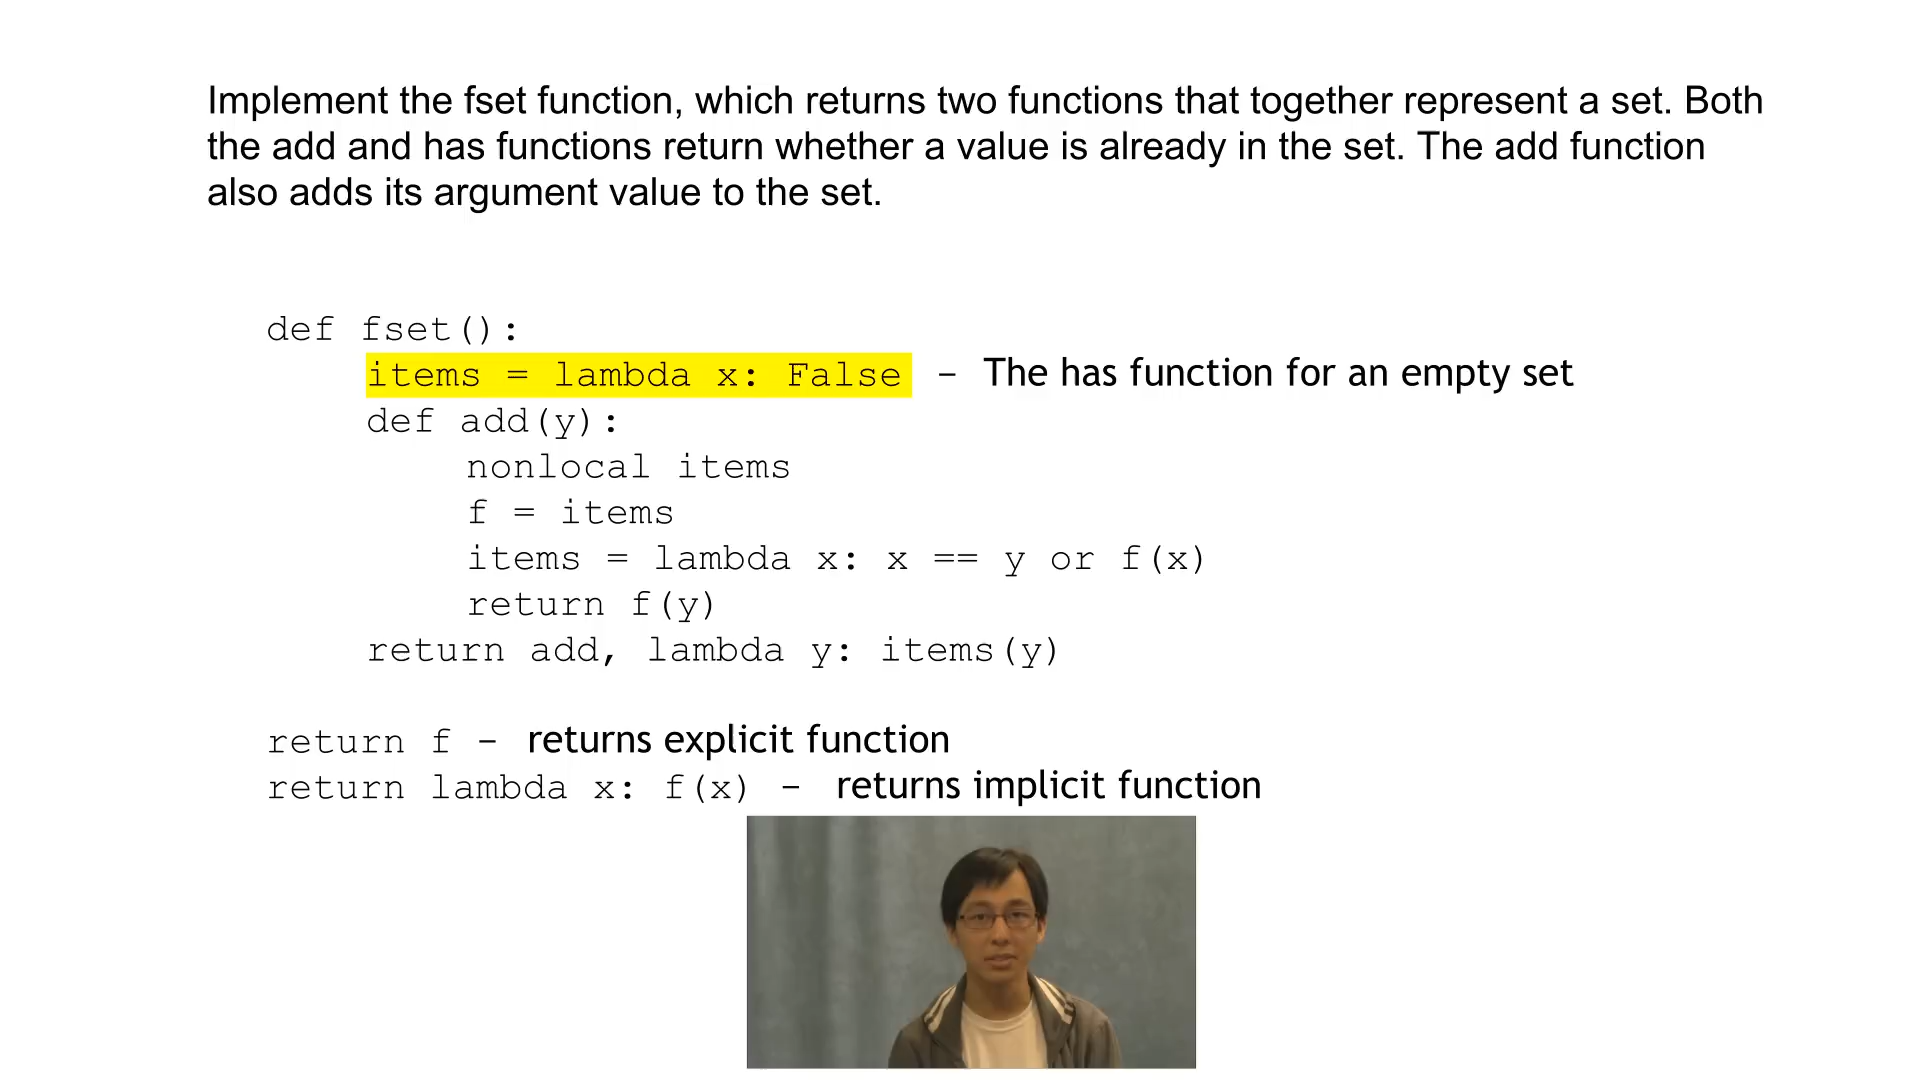 Implement the fset function, which returns two functions that together represent a set. Both
the add and has functions return whether a value is already in the set. The add function
also adds its argument value to the set.
def fset():
items = lambda x: False – The has function for an empty set
def add(y):
nonlocal items
f = items
items = lambda x: x == y or f(x)
return f(y)
return add, lambda y: items(y)
return f – returns explicit function
return lambda x: f(x) – returns implicit function